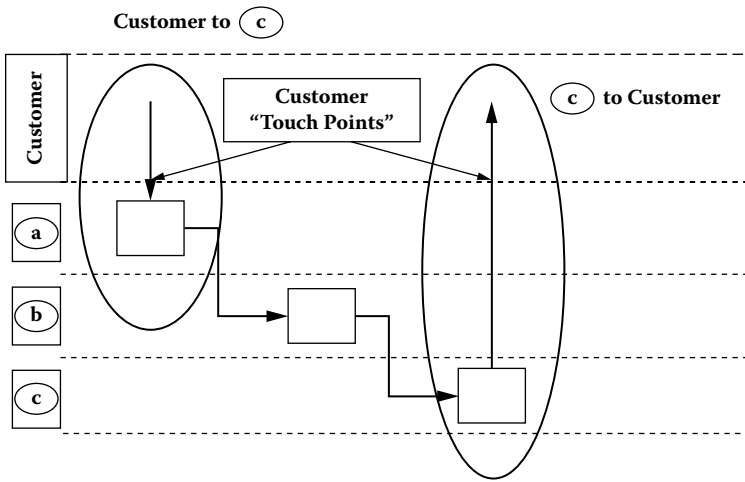 Customer to c
Customer
Customer
“Touch Points”
c to Customer
a
b
c